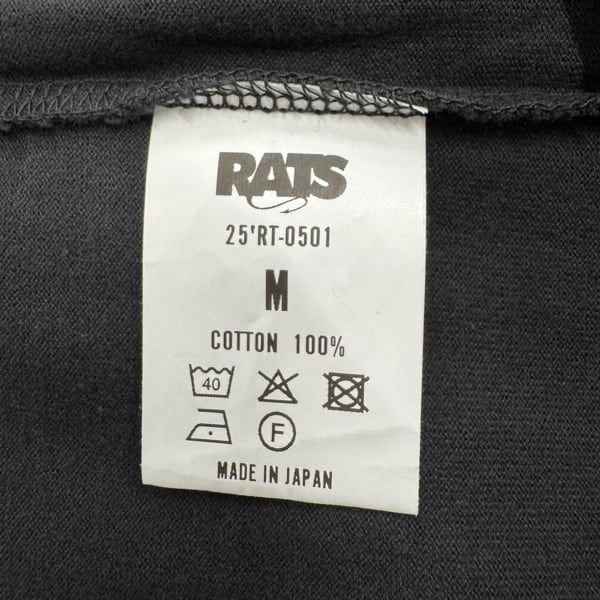 RATS
25'RT-0501
M
COTTON 100%
40
F
MADE IN JAPAN